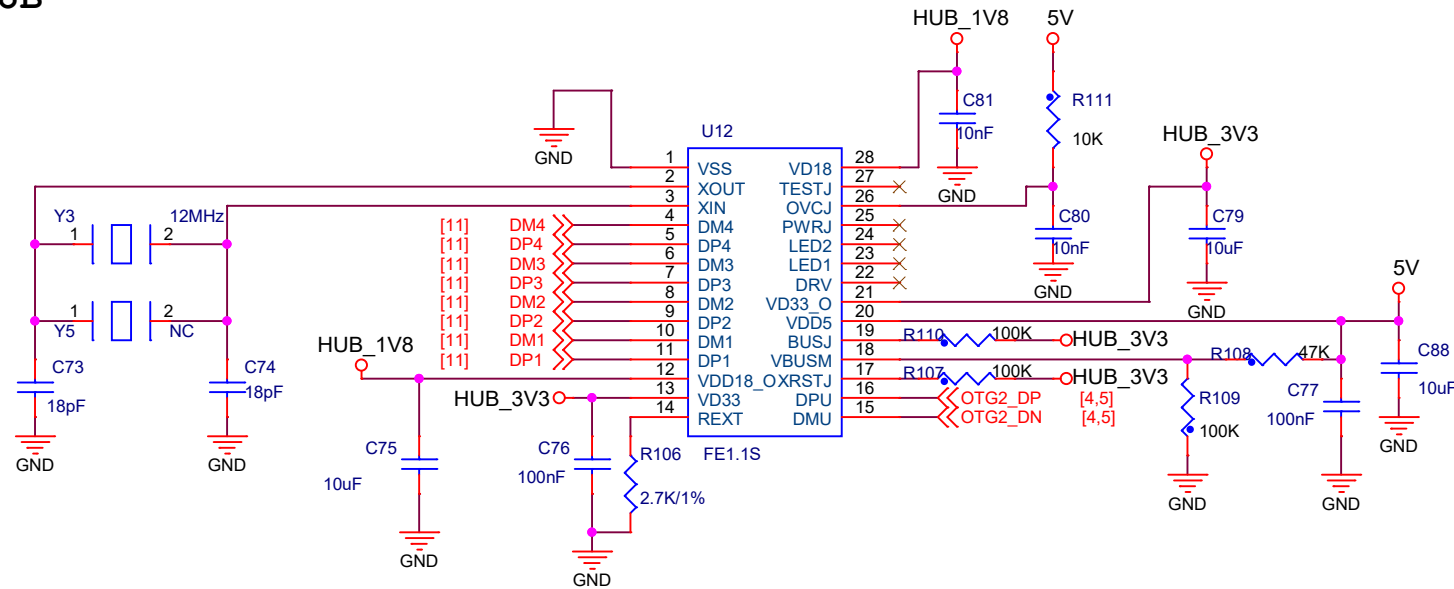 HUB_1V8
5V
C81
10nF
R111
10K
GND
GND
HUB_3V3
C80
10nF
GND
C79
10uF
GND
U12
1 VSS VD18 28
2 XOUT TESTJ 27
3 XIN OVCJ 26
4 DM4 PWRJ 25
5 DP4 LED2 24
6 DM3 LED1 23
7 DP3 DRV 22
8 DM2 VD33_O 21
9 DP2 VDD5 20
10 DM1 BUSJ 19
11 DP1 VBUSM 18
12 VDD18_O XRSTJ 17
13 VD33 DPU 16
14 REXT DMU 15
FE1.1S
Y3 12MHz
1 2
1 2
Y5 NC
C73
18pF
GND
C74
18pF
GND
[11] DM4
[11] DP4
[11] DM3
[11] DP3
[11] DM2
[11] DP2
[11] DM1
[11] DP1
HUB_1V8
HUB_3V3
C75
10uF
GND
C76
100nF
R106
2.7K/1%
GND
R110 100K HUB_3V3
R107 100K HUB_3V3
OTG2_DP [4,5]
OTG2_DN [4,5]
R108 47K
R109
100K
GND
C77
100nF
GND
5V
C88
10uF
GND